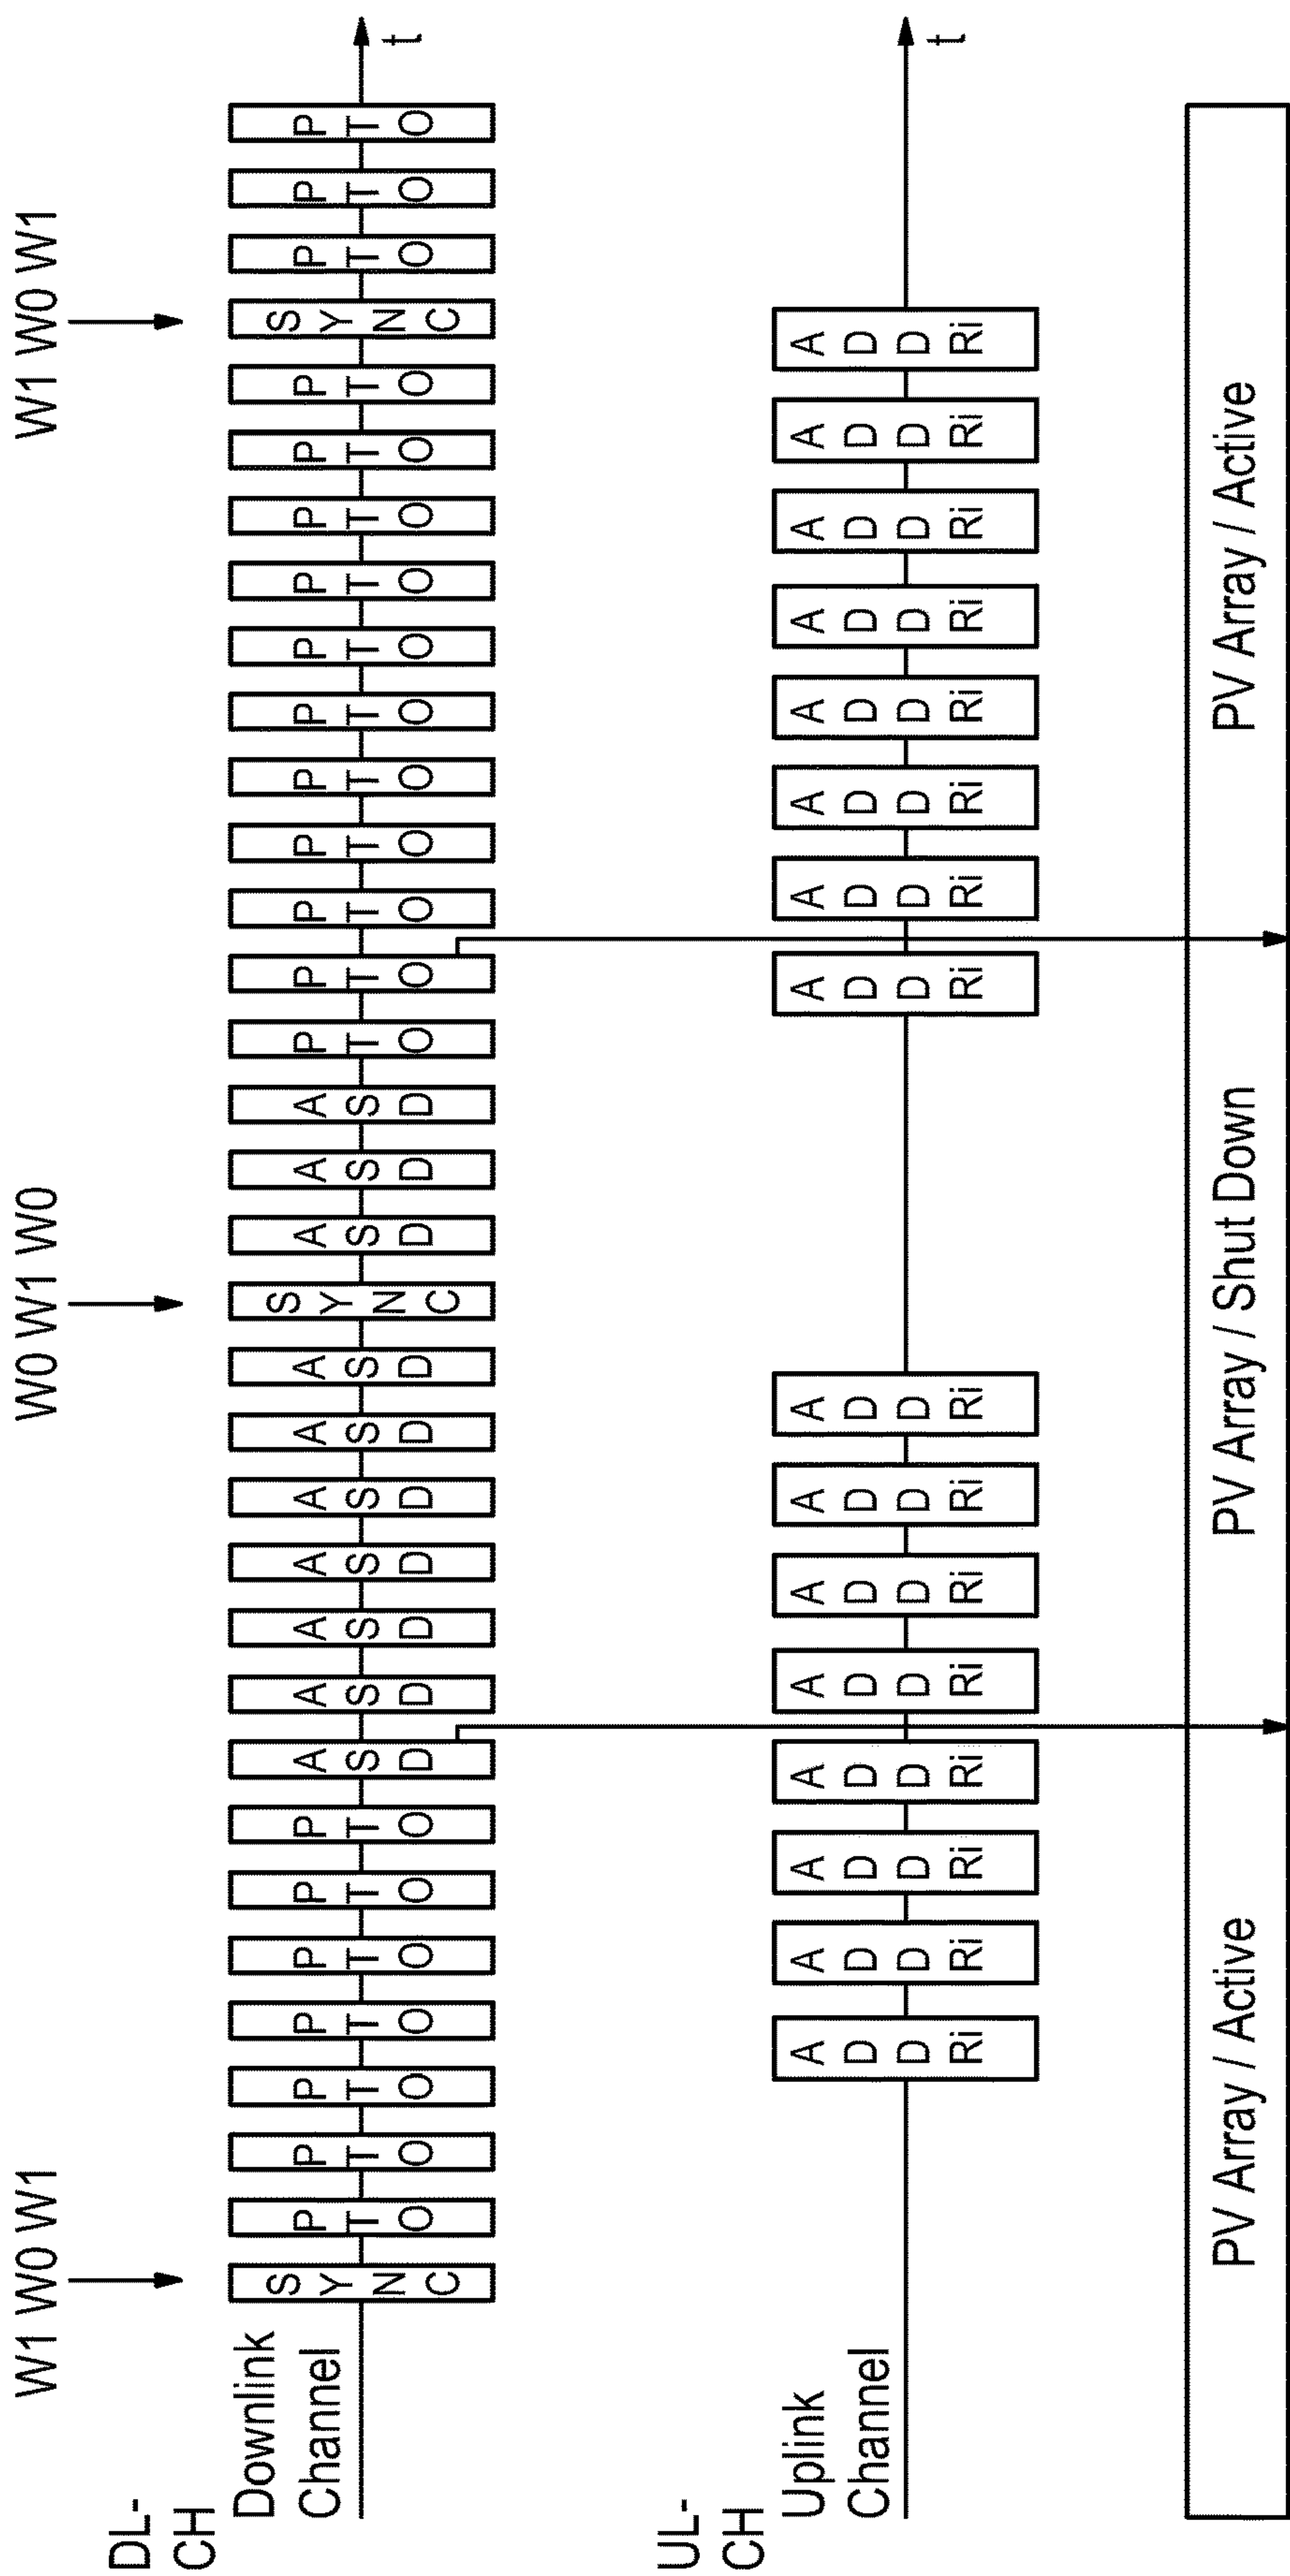 W1 W0 W1 W0 W1 W0 W1 W0 W1
DL-
CH
Downlink
Channel
SYNC PTO PTO PTO PTO PTO PTO PTO ASD ASD ASD ASD ASD ASD ASD SYNC ASD ASD ASD PTO PTO PTO PTO PTO PTO PTO PTO PTO PTO PTO SYNC PTO PTO PTO
t
UL-
CH
Uplink
Channel
ADDRi ADDRi ADDRi ADDRi ADDRi ADDRi ADDRi ADDRi ADDRi ADDRi ADDRi ADDRi ADDRi ADDRi ADDRi ADDRi
t
PV Array / Active PV Array / Shut Down PV Array / Active